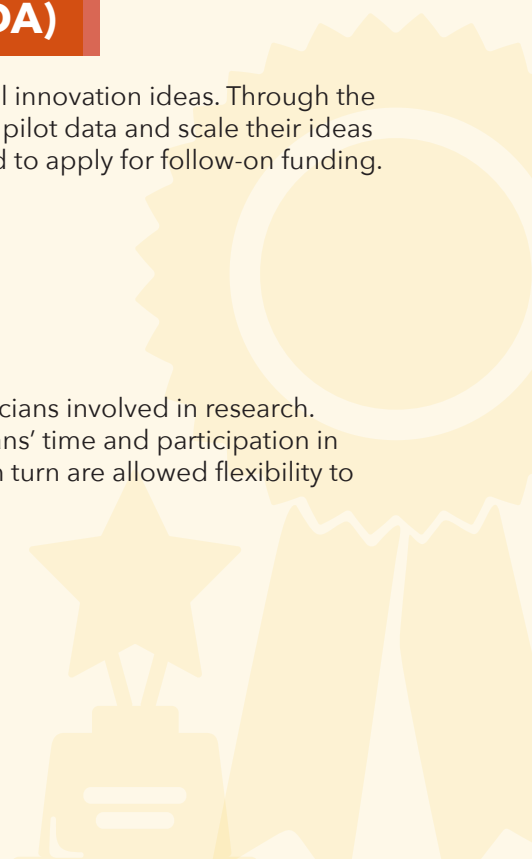 DA)
l innovation ideas. Through the
pilot data and scale their ideas
d to apply for follow-on funding.
cians involved in research.
ans’ time and participation in
n turn are allowed flexibility to